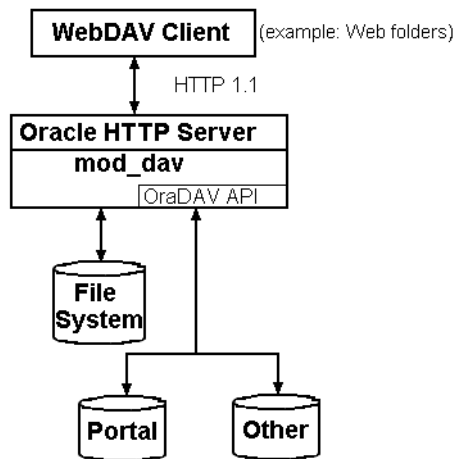 WebDAV Client (example: Web folders)
HTTP 1.1
Oracle HTTP Server
mod_dav
OraDAV API
File
System
Portal
Other